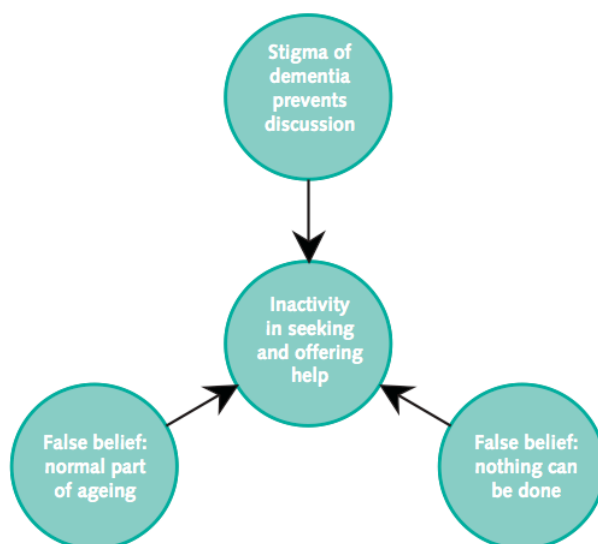 Stigma of
dementia
prevents
discussion
Inactivity
in seeking
and offering
help
False belief:
normal part
of ageing
False belief:
nothing can
be done